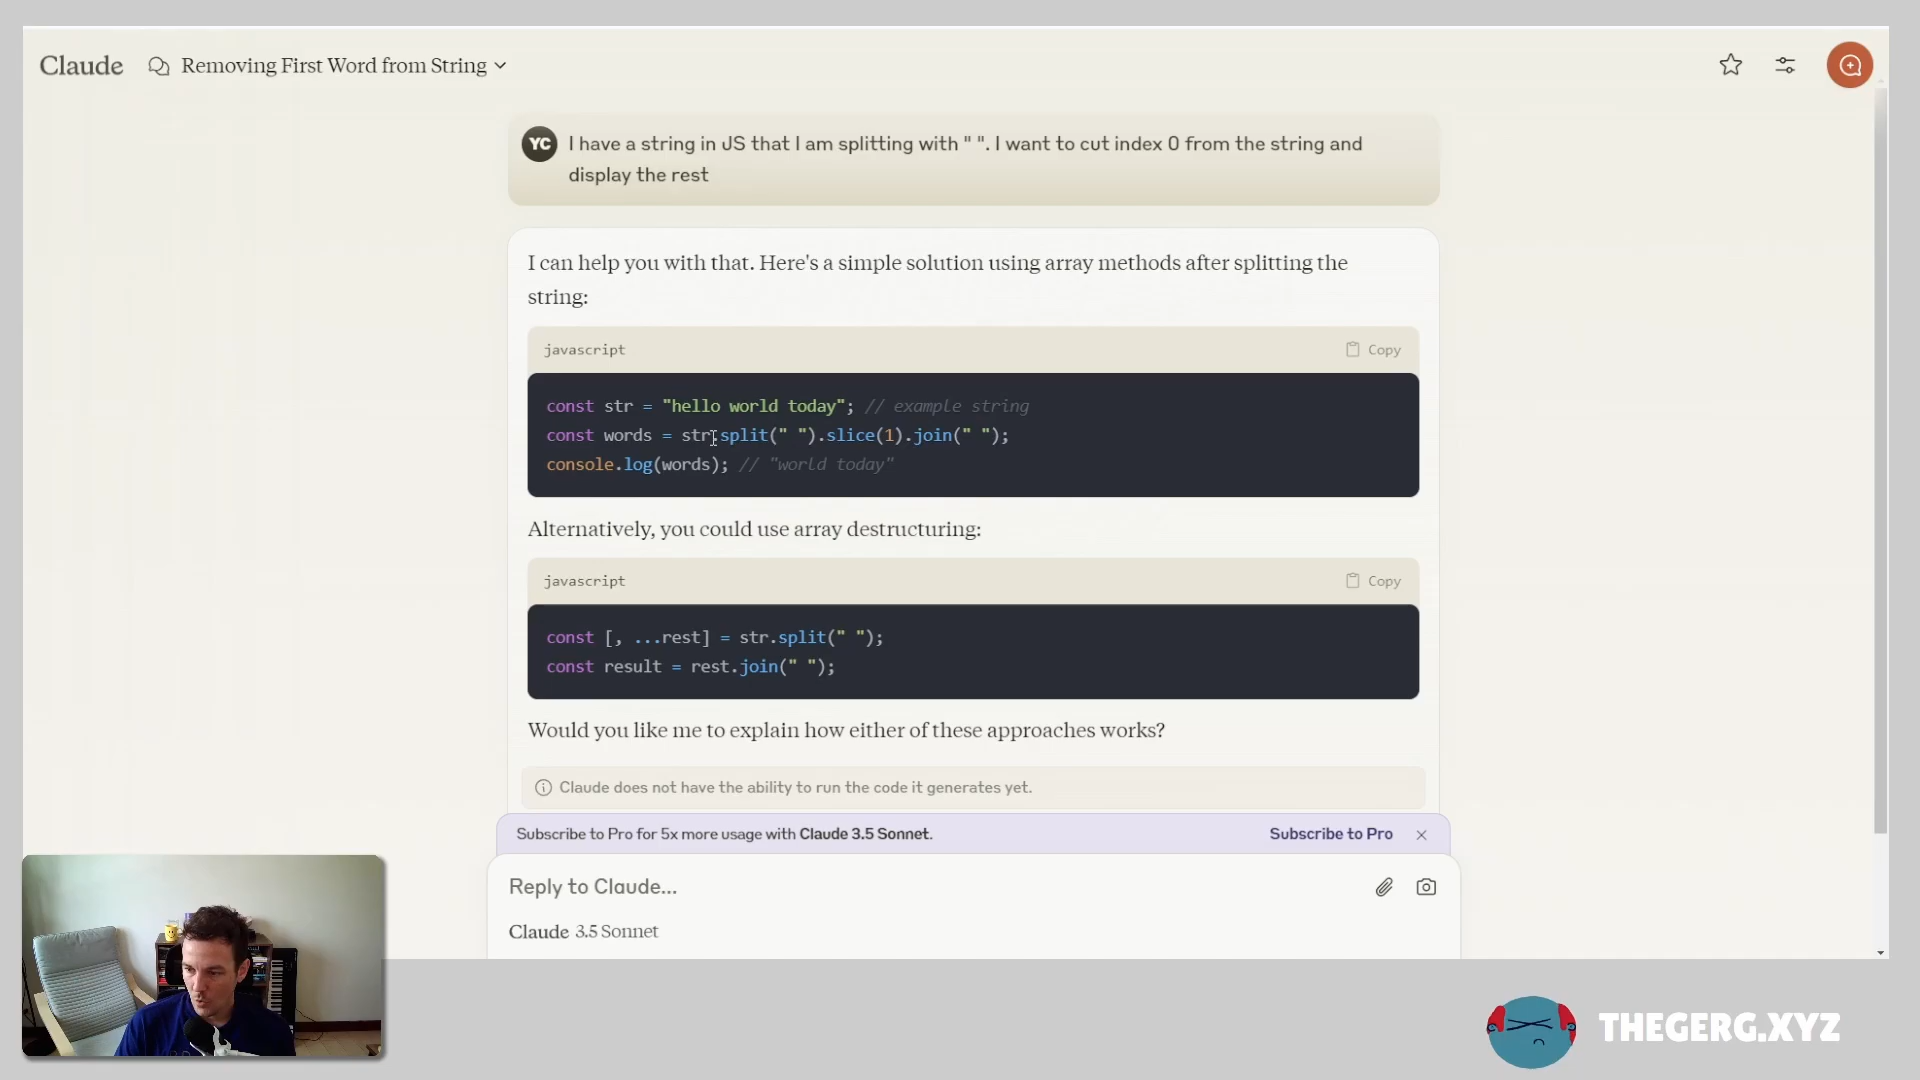 Claude
Removing First Word from String
YC
I have a string in JS that I am splitting with " ". I want to cut index 0 from the string and
display the rest
I can help you with that. Here's a simple solution using array methods after splitting the
string:
javascript
Copy
const str = "hello world today"; // example string
const words = str.split(" ").slice(1).join(" ");
console.log(words); // "world today"
Alternatively, you could use array destructuring:
javascript
Copy
const [, ...rest] = str.split(" ");
const result = rest.join(" ");
Would you like me to explain how either of these approaches works?
Claude does not have the ability to run the code it generates yet.
Subscribe to Pro for 5x more usage with Claude 3.5 Sonnet.
Subscribe to Pro
Reply to Claude...
Claude 3.5 Sonnet
THEGERG.XYZ